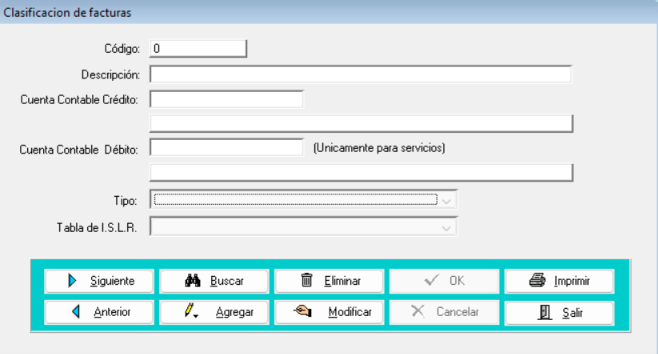 Clasificacion de facturas
Código: 0
Descripción:
Cuenta Contable Crédito:
Cuenta Contable Débito: (Unicamente para servicios)
Tipo:
Tabla de I.S.L.R.
Siguiente Buscar Eliminar OK Imprimir
Anterior Agregar Modificar Cancelar Salir